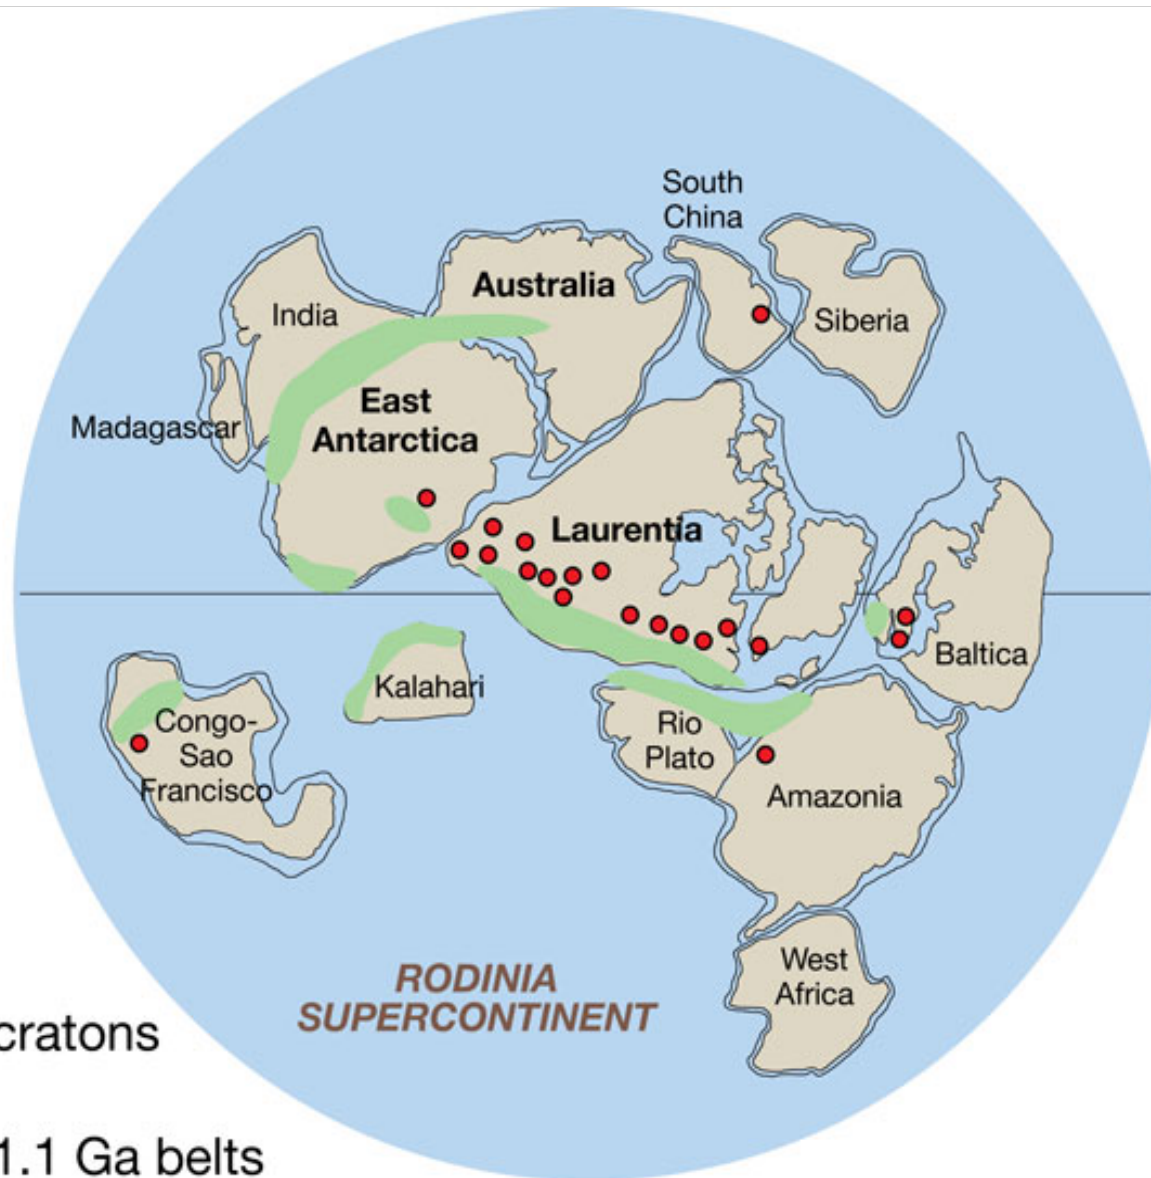 South
China
Australia
India
Siberia
East
Antarctica
Madagascar
Laurentia
Baltica
Kalahari
Congo-
Sao
Francisco
Rio
Plato
Amazonia
West
Africa
RODINIA
SUPERCONTINENT
cratons
1.1 Ga belts